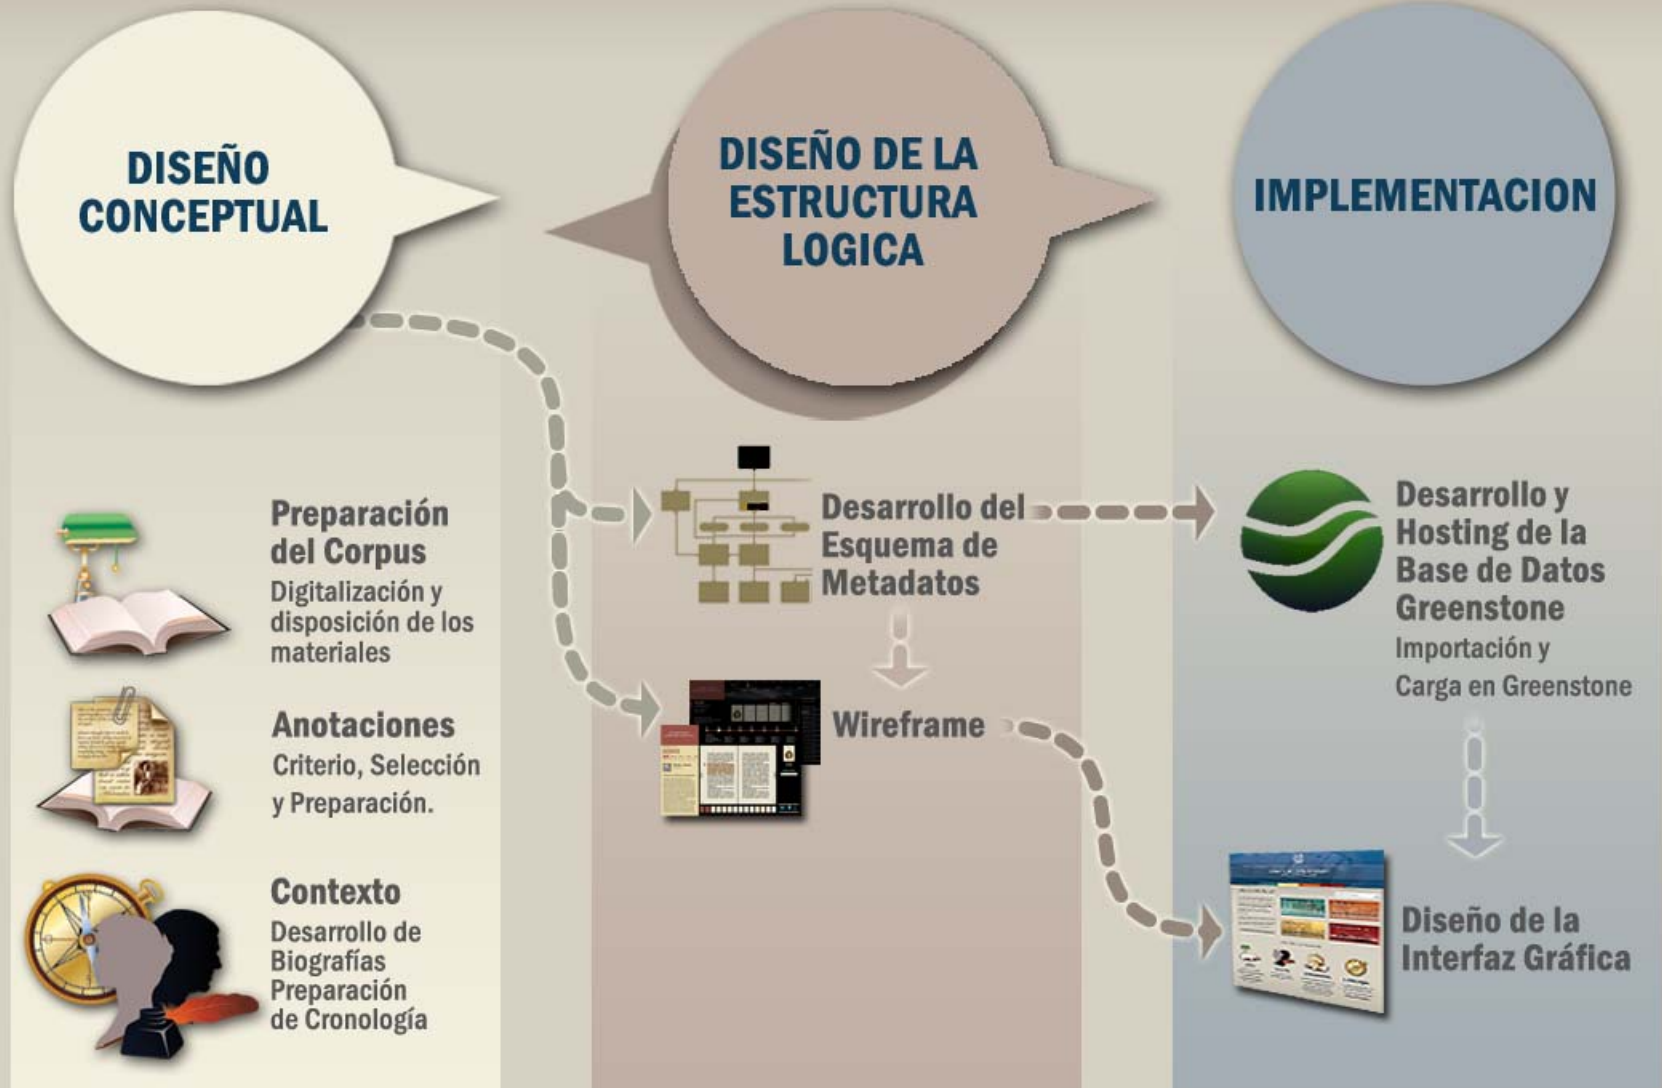 DISEÑO
CONCEPTUAL
DISEÑO DE LA
ESTRUCTURA
LOGICA
IMPLEMENTACION
Preparación
del Corpus
Digitalización y
disposición de los
materiales
Anotaciones
Criterio, Selección
y Preparación.
Contexto
Desarrollo de
Biografías
Preparación
de Cronología
Desarrollo del
Esquema de
Metadatos
Wireframe
Desarrollo y
Hosting de la
Base de Datos
Greenstone
Importación y
Carga en Greenstone
Diseño de la
Interfaz Gráfica